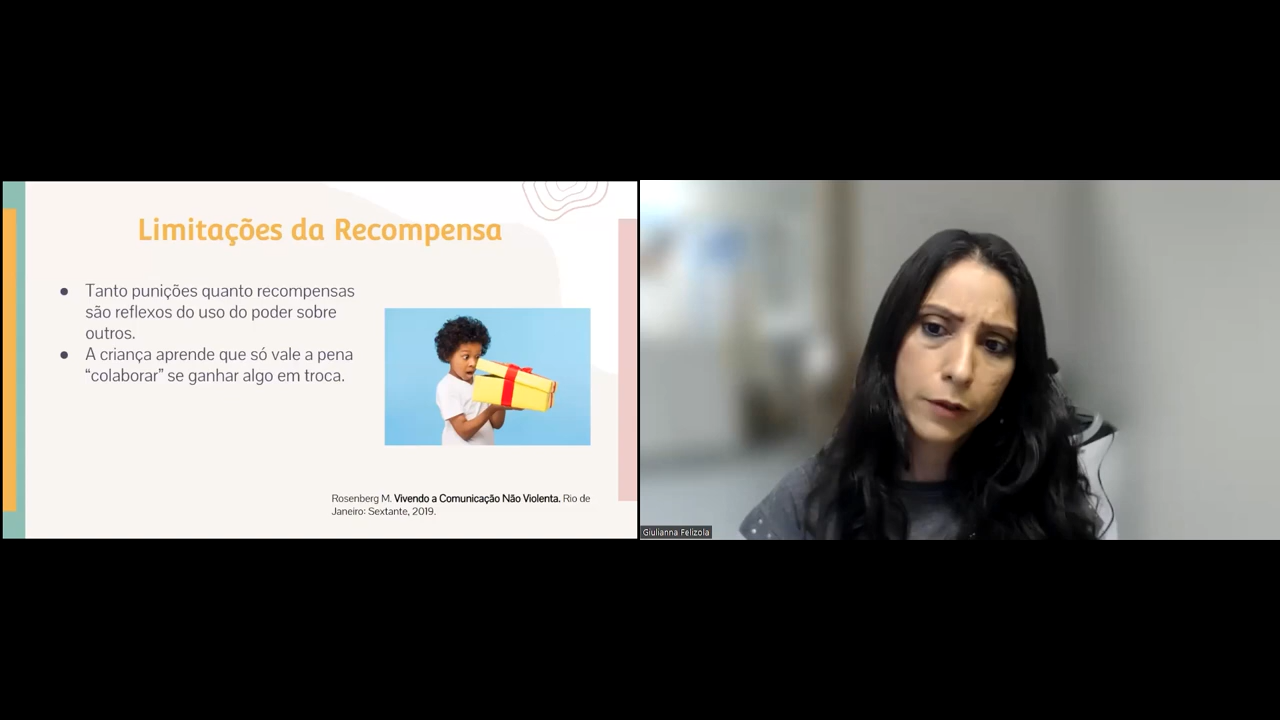 Limitações da Recompensa
● Tanto punições quanto recompensas
são reflexos do uso do poder sobre
outros.
● A criança aprende que só vale a pena
“colaborar” se ganhar algo em troca.
Rosenberg M. Vivendo a Comunicação Não Violenta. Rio de
Janeiro: Sextante, 2019.
Giulianna Felizola